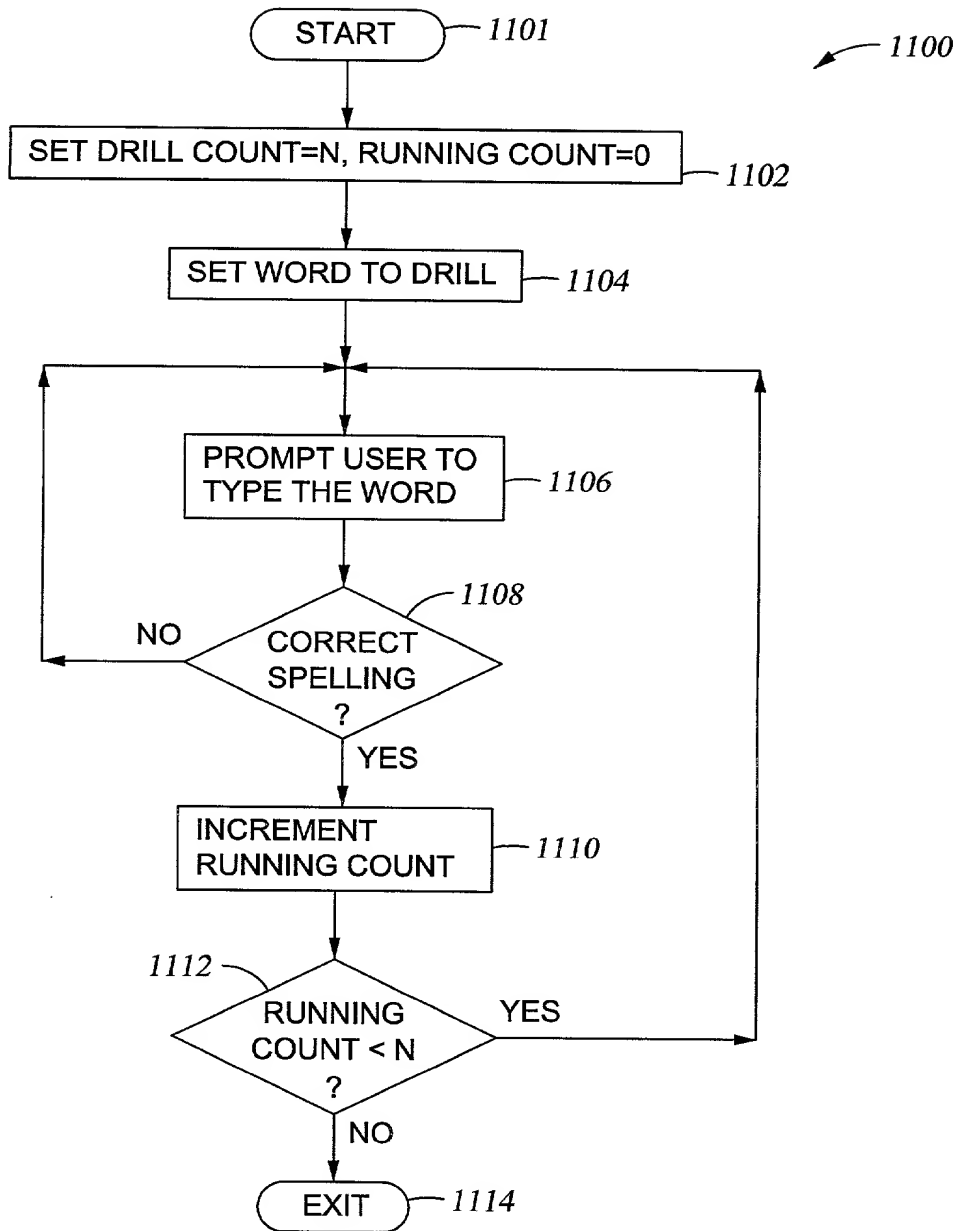 START
1101
1100
SET DRILL COUNT=N, RUNNING COUNT=0
1102
SET WORD TO DRILL
1104
PROMPT USER TO
TYPE THE WORD
1106
1108
NO
CORRECT
SPELLING
?
YES
INCREMENT
RUNNING COUNT
1110
1112
RUNNING
COUNT < N
?
YES
NO
EXIT
1114